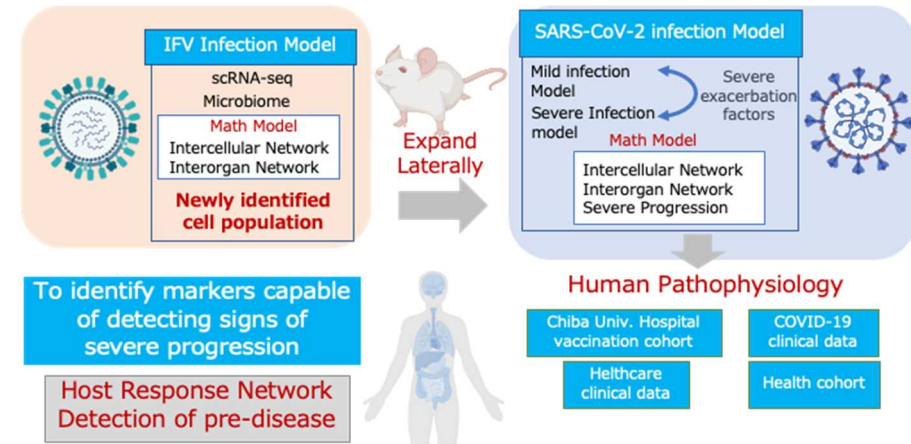 IFV Infection Model
scRNA-seq
Microbiome
Math Model
Intercellular Network
Interorgan Network
Newly identified
cell population
Expand
Laterally
SARS-CoV-2 infection Model
Mild infection
Model
Severe Infection
model
Severe
exacerbation
factors
Math Model
Intercellular Network
Interorgan Network
Severe Progression
To identify markers capable
of detecting signs of
severe progression
Host Response Network
Detection of pre-disease
Human Pathophysiology
Chiba Univ. Hospital
vaccination cohort
COVID-19
clinical data
Helthcare
clinical data
Health cohort